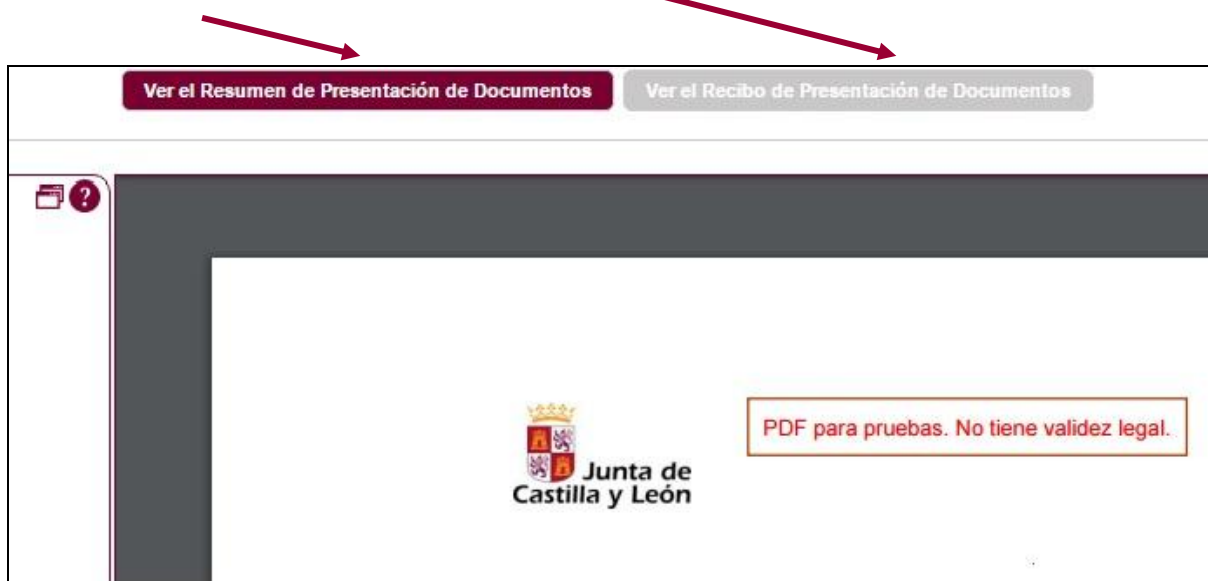 Ver el Resumen de Presentación de Documentos
Ver el Recibo de Presentación de Documentos
?
PDF para pruebas. No tiene validez legal.
Junta de
Castilla y León